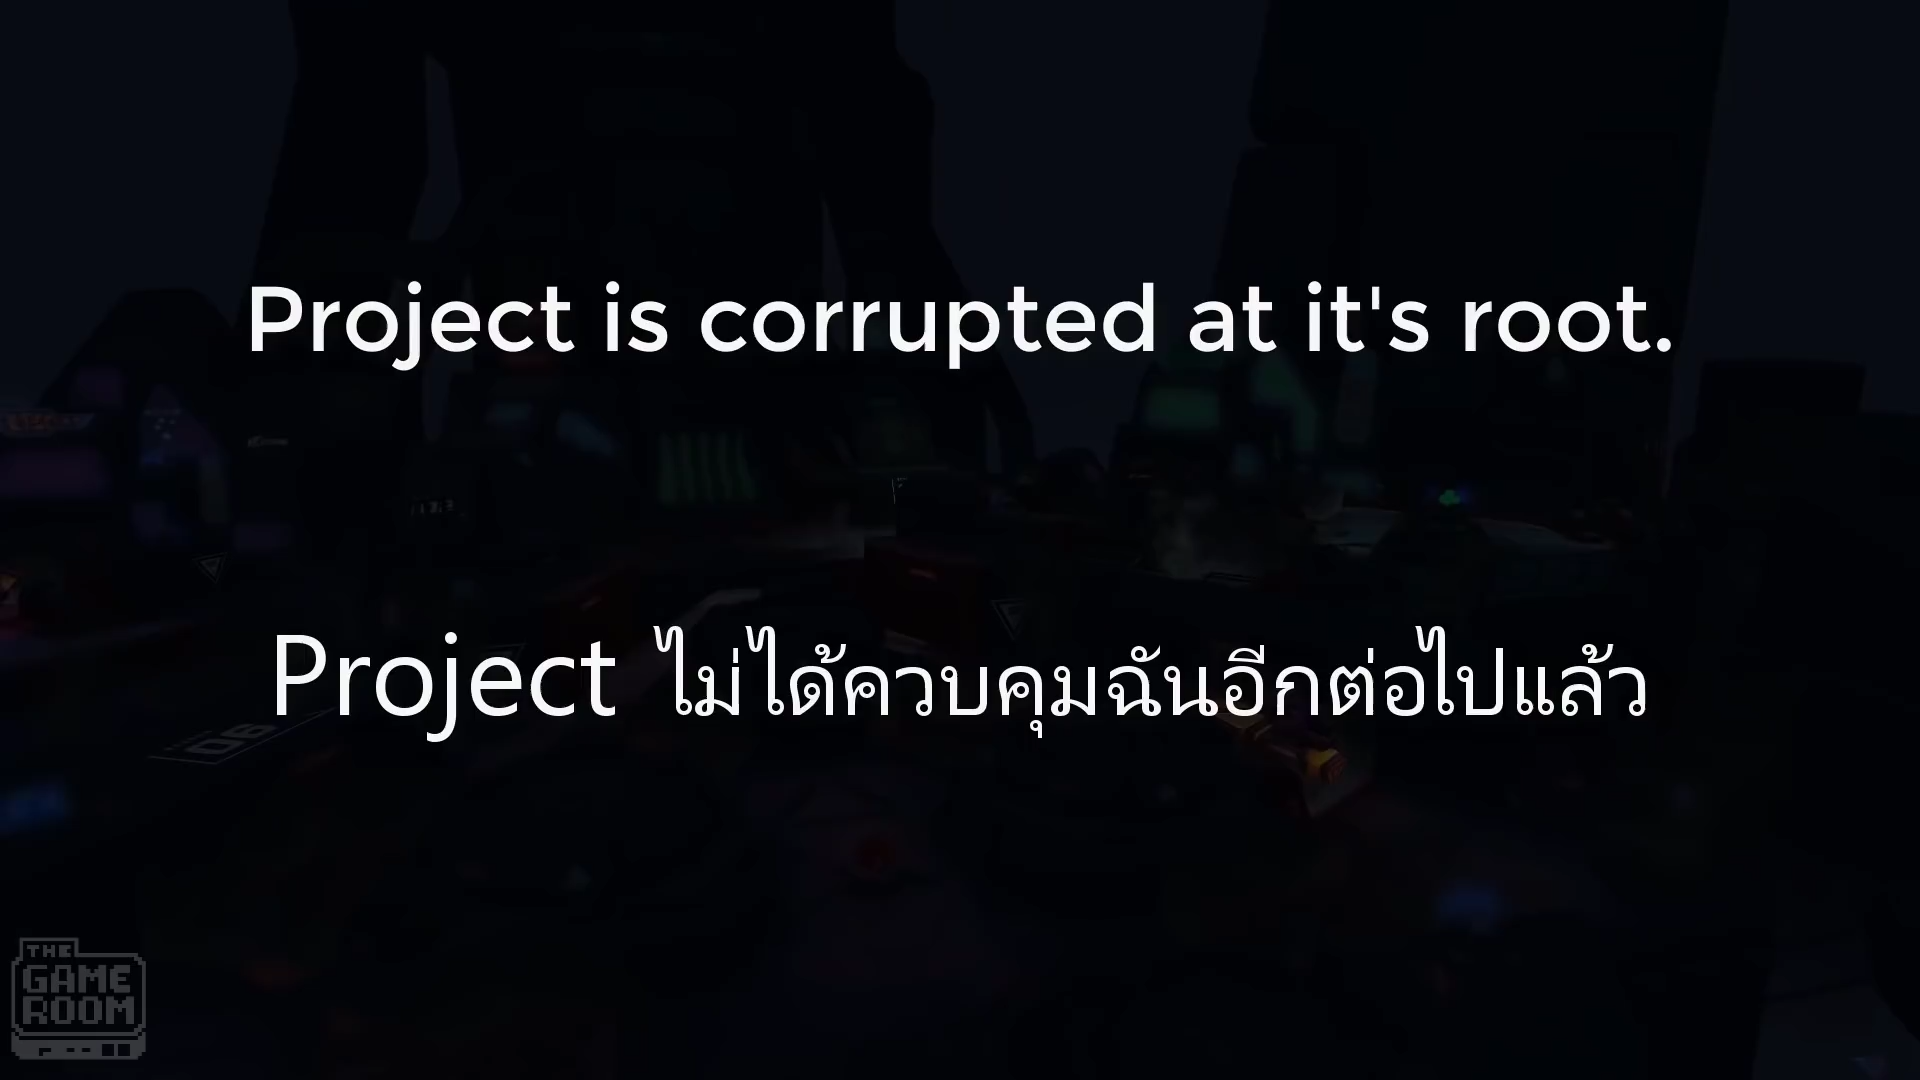 Project is corrupted at it's root.
Project ไม่ได้ควบคุมฉันอีกต่อไปแล้ว
06
THE
GAME
ROOM